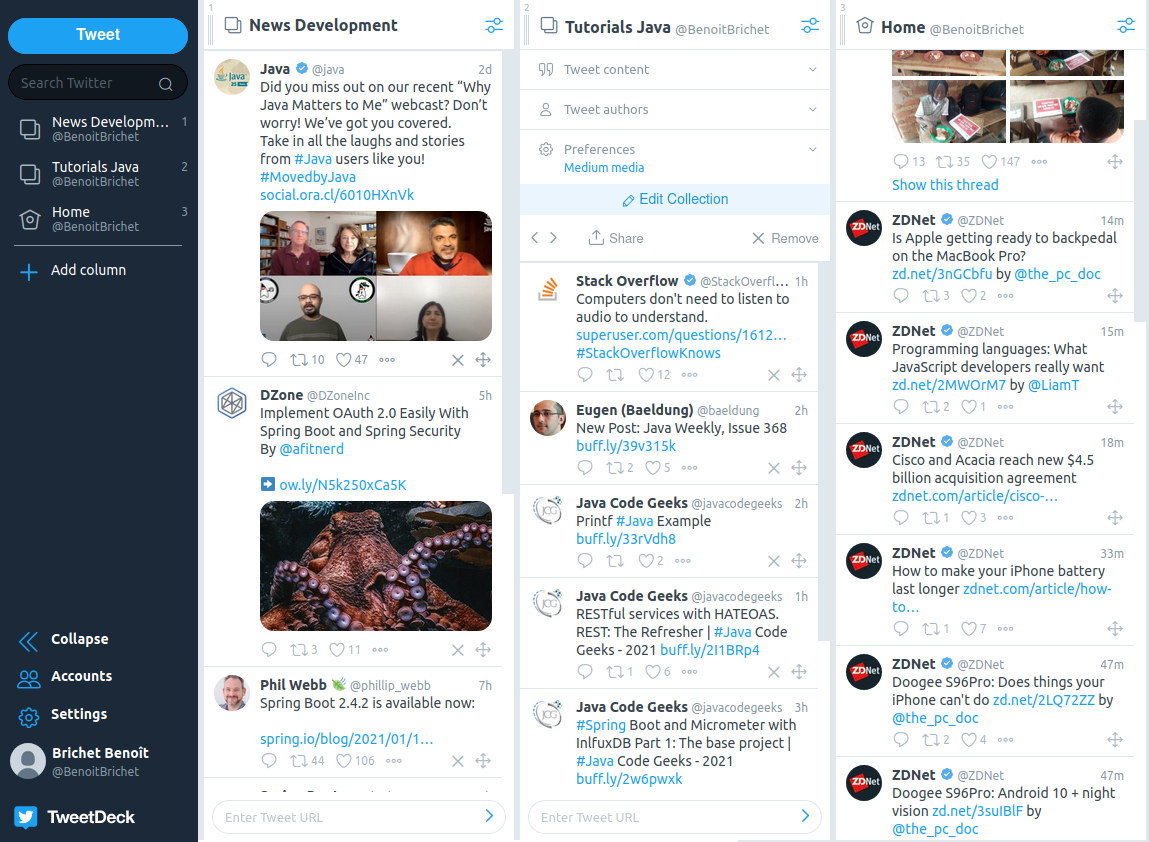 Tweet
Search Twitter
News Developm... 1
@BenoitBrichet
Tutorials Java 2
@BenoitBrichet
Home 3
@BenoitBrichet
Add column
Collapse
Accounts
Settings
Brichet Benoît
@BenoitBrichet
TweetDeck
1
News Development
Java @java 2d
Did you miss out on our recent “Why
Java Matters to Me” webcast? Don’t
worry! We’ve got you covered.
Take in all the laughs and stories
from #Java users like you!
#MovedbyJava
social.ora.cl/6010HXnVk
10 47
DZone @DZoneInc 5h
Implement OAuth 2.0 Easily With
Spring Boot and Spring Security
By @afitnerd
ow.ly/N5k250xCa5K
3 11
Phil Webb @phillip_webb 7h
Spring Boot 2.4.2 is available now:
spring.io/blog/2021/01/1…
44 106
Enter Tweet URL
2
Tutorials Java @BenoitBrichet
Tweet content
Tweet authors
Preferences
Medium media
Edit Collection
Share Remove
Stack Overflow @StackOverfl... 1h
Computers don't need to listen to
audio to understand.
superuser.com/questions/1612…
#StackOverflowKnows
12
Eugen (Baeldung) @baeldung 2h
New Post: Java Weekly, Issue 368
buff.ly/39v315k
2 5
Java Code Geeks @javacodegeeks 2h
Printf #Java Example
buff.ly/33rVdh8
2
Java Code Geeks @javacodegeeks 1h
RESTful services with HATEOAS.
REST: The Refresher | #Java Code
Geeks - 2021 buff.ly/2I1BRp4
1 6
Java Code Geeks @javacodegeeks 3h
#Spring Boot and Micrometer with
InlfuxDB Part 1: The base project |
#Java Code Geeks - 2021
buff.ly/2w6pwxk
Enter Tweet URL
3
Home @BenoitBrichet
13 35 147
Show this thread
ZDNet @ZDNet 14m
Is Apple getting ready to backpedal
on the MacBook Pro?
zd.net/3nGCbfu by @the_pc_doc
3 2
ZDNet @ZDNet 15m
Programming languages: What
JavaScript developers really want
zd.net/2MWOrM7 by @LiamT
2 1
ZDNet @ZDNet 18m
Cisco and Acacia reach new $4.5
billion acquisition agreement
zdnet.com/article/cisco-…
1 3
ZDNet @ZDNet 33m
How to make your iPhone battery
last longer zdnet.com/article/how-
to…
1 7
ZDNet @ZDNet 47m
Doogee S96Pro: Does things your
iPhone can't do zd.net/2LQ72ZZ by
@the_pc_doc
2 4
ZDNet @ZDNet 47m
Doogee S96Pro: Android 10 + night
vision zd.net/3suIBlF by
@the_pc_doc